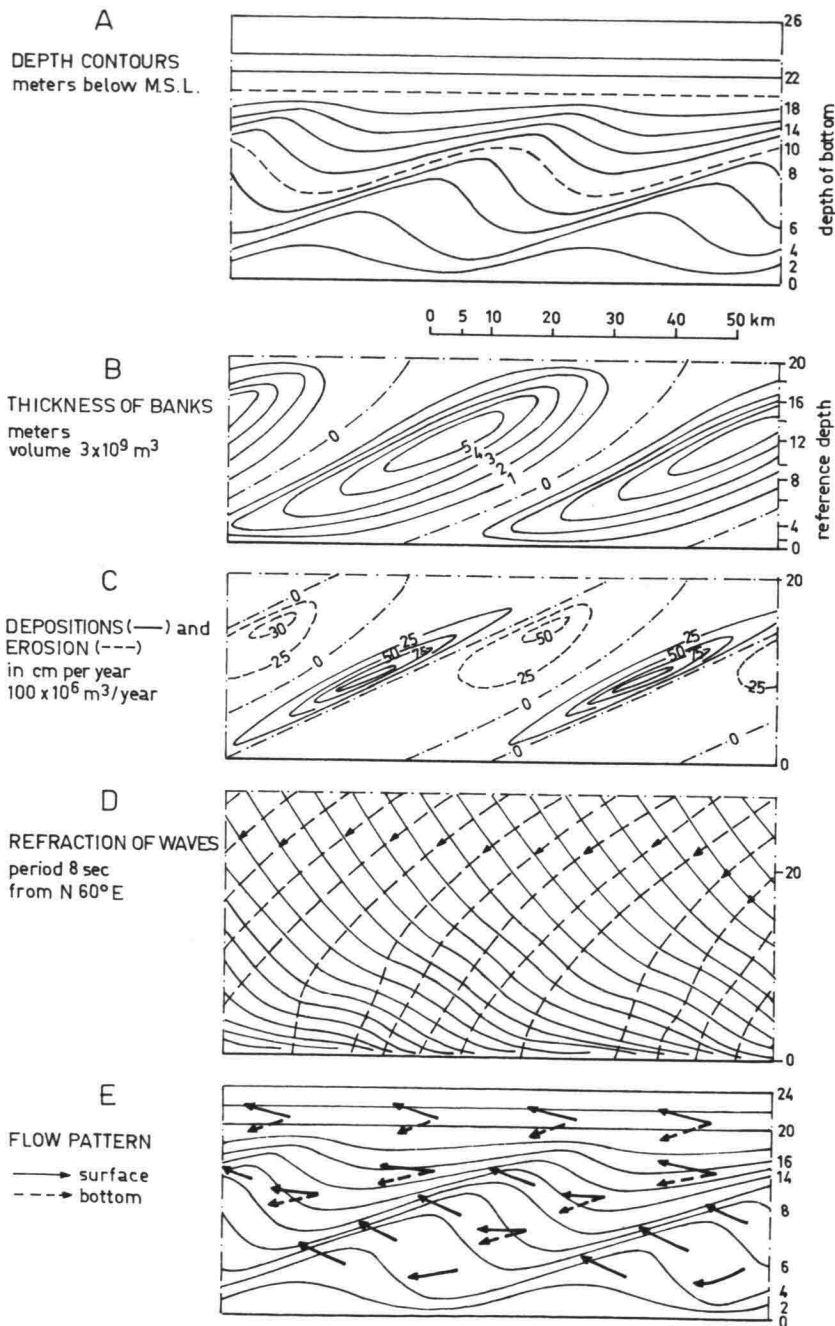 A
DEPTH CONTOURS
meters below M.S.L.
26
22
18
14
10
8
6
4
2
0
depth of bottom
0 5 10 20 30 40 50 km
B
THICKNESS OF BANKS
meters
volume 3x10⁹ m³
0
5 4 3 2 1
0
20
16
12
8
4
0
reference depth
C
DEPOSITIONS (—) and
EROSION (---)
in cm per year
100 x 10⁶ m³/year
0
30
25
0
25
50
75
50
25
0
0
25
50
75
25
0
20
0
D
REFRACTION OF WAVES
period 8 sec
from N 60° E
20
0
E
FLOW PATTERN
surface
bottom
24
20
16
14
8
6
4
2
0